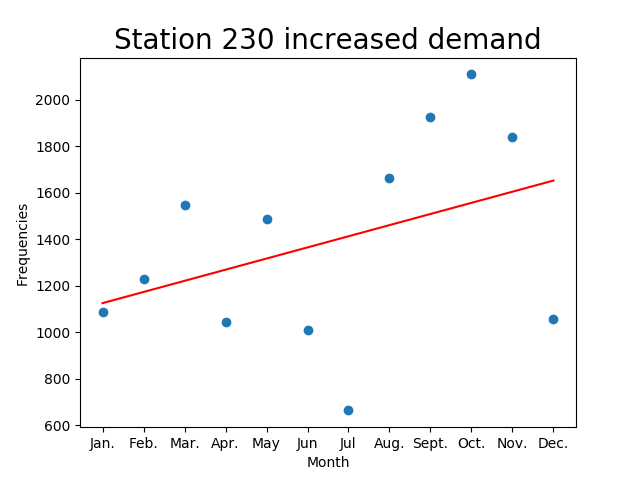 Station 230 increased demand
Frequencies
2000
1800
1600
1400
1200
1000
800
600
Jan. Feb. Mar. Apr. May Jun Jul Aug. Sept. Oct. Nov. Dec.
Month